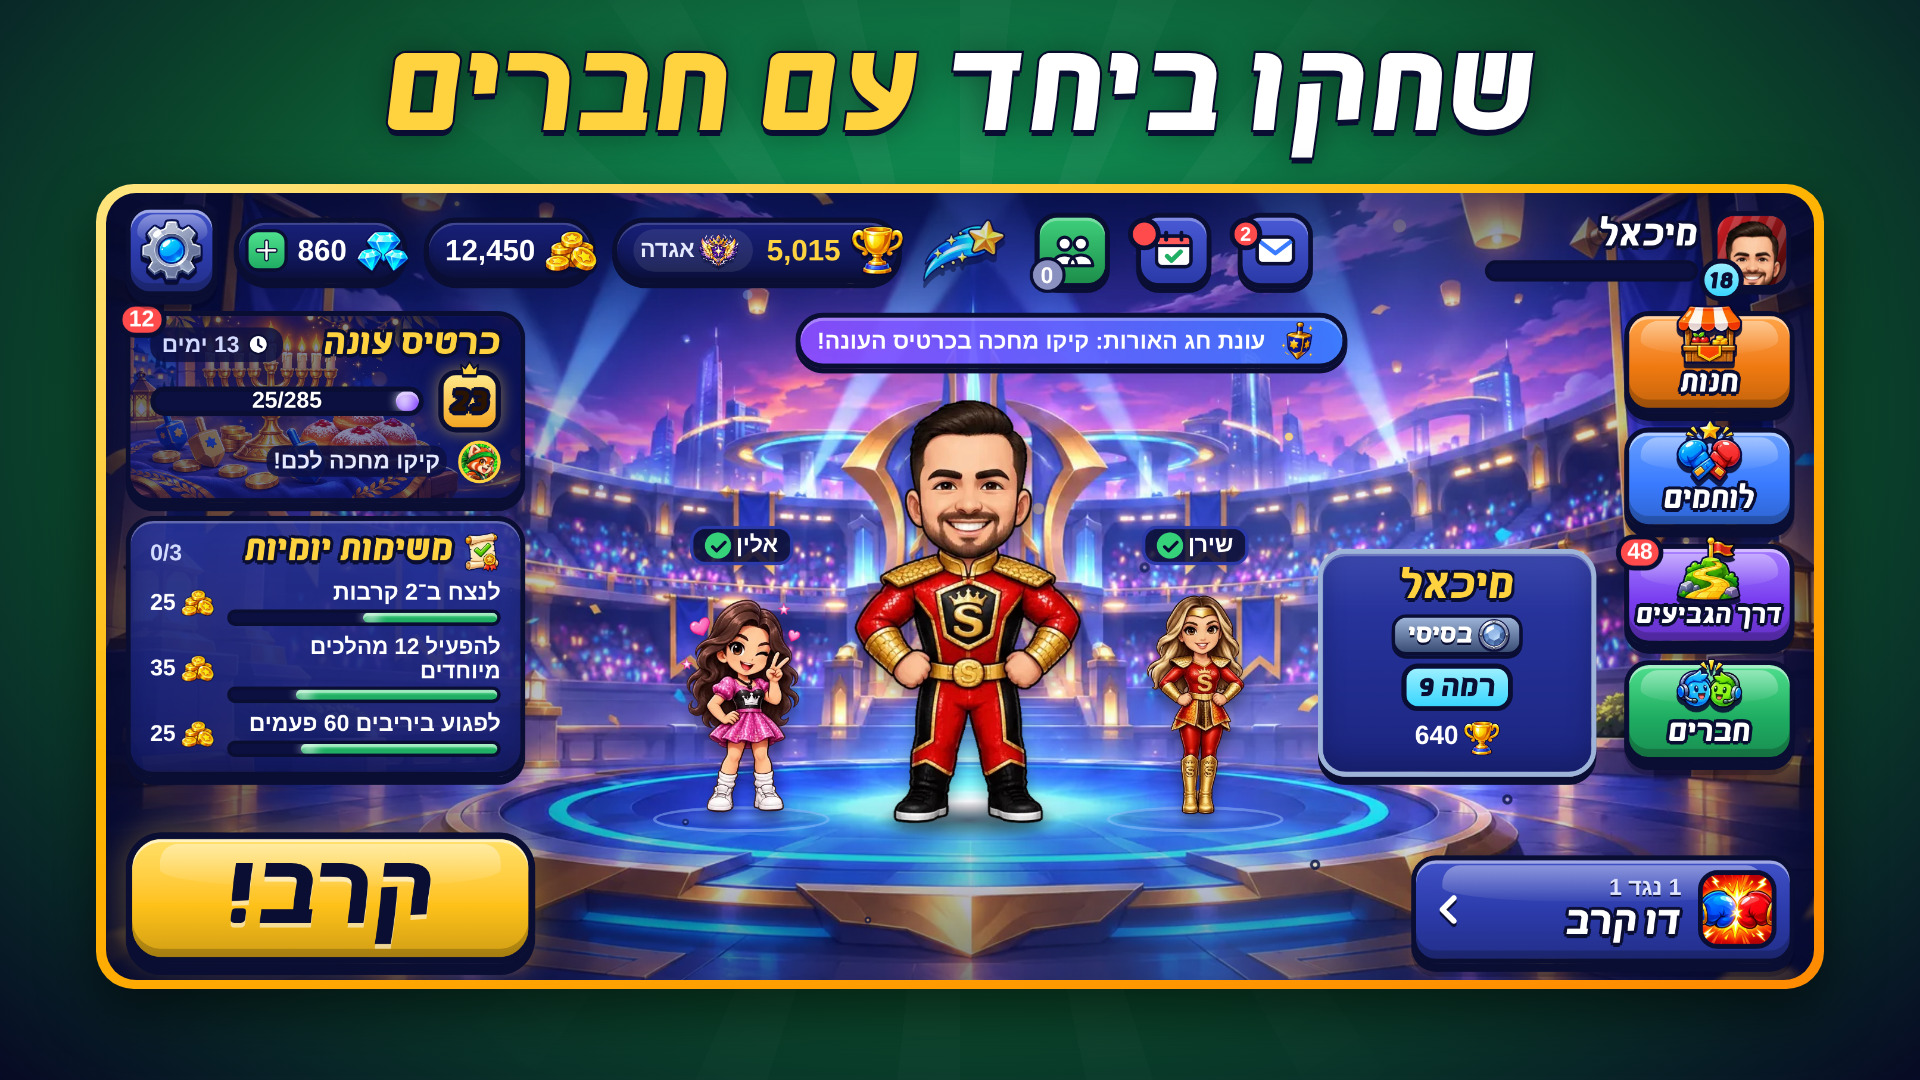 שחקו ביחד עם חברים
מיכאל
18
2
0
5,015
אגדה
12,450
860
עונת חג האורות: קיקו מחכה בכרטיס העונה!
12
כרטיס עונה
13 ימים
23
25/285
קיקו מחכה לכם!
משימות יומיות
0/3
לנצח ב־2 קרבות
25
להפעיל 12 מהלכים
מיוחדים
35
לפגוע ביריבים 60 פעמים
25
חנות
לוחמים
48
דרך הגביעים
חברים
שירן
אלין
S
S
S
S
S
מיכאל
בסיסי
רמה 9
640
1 נגד 1
דו קרב
קרב!